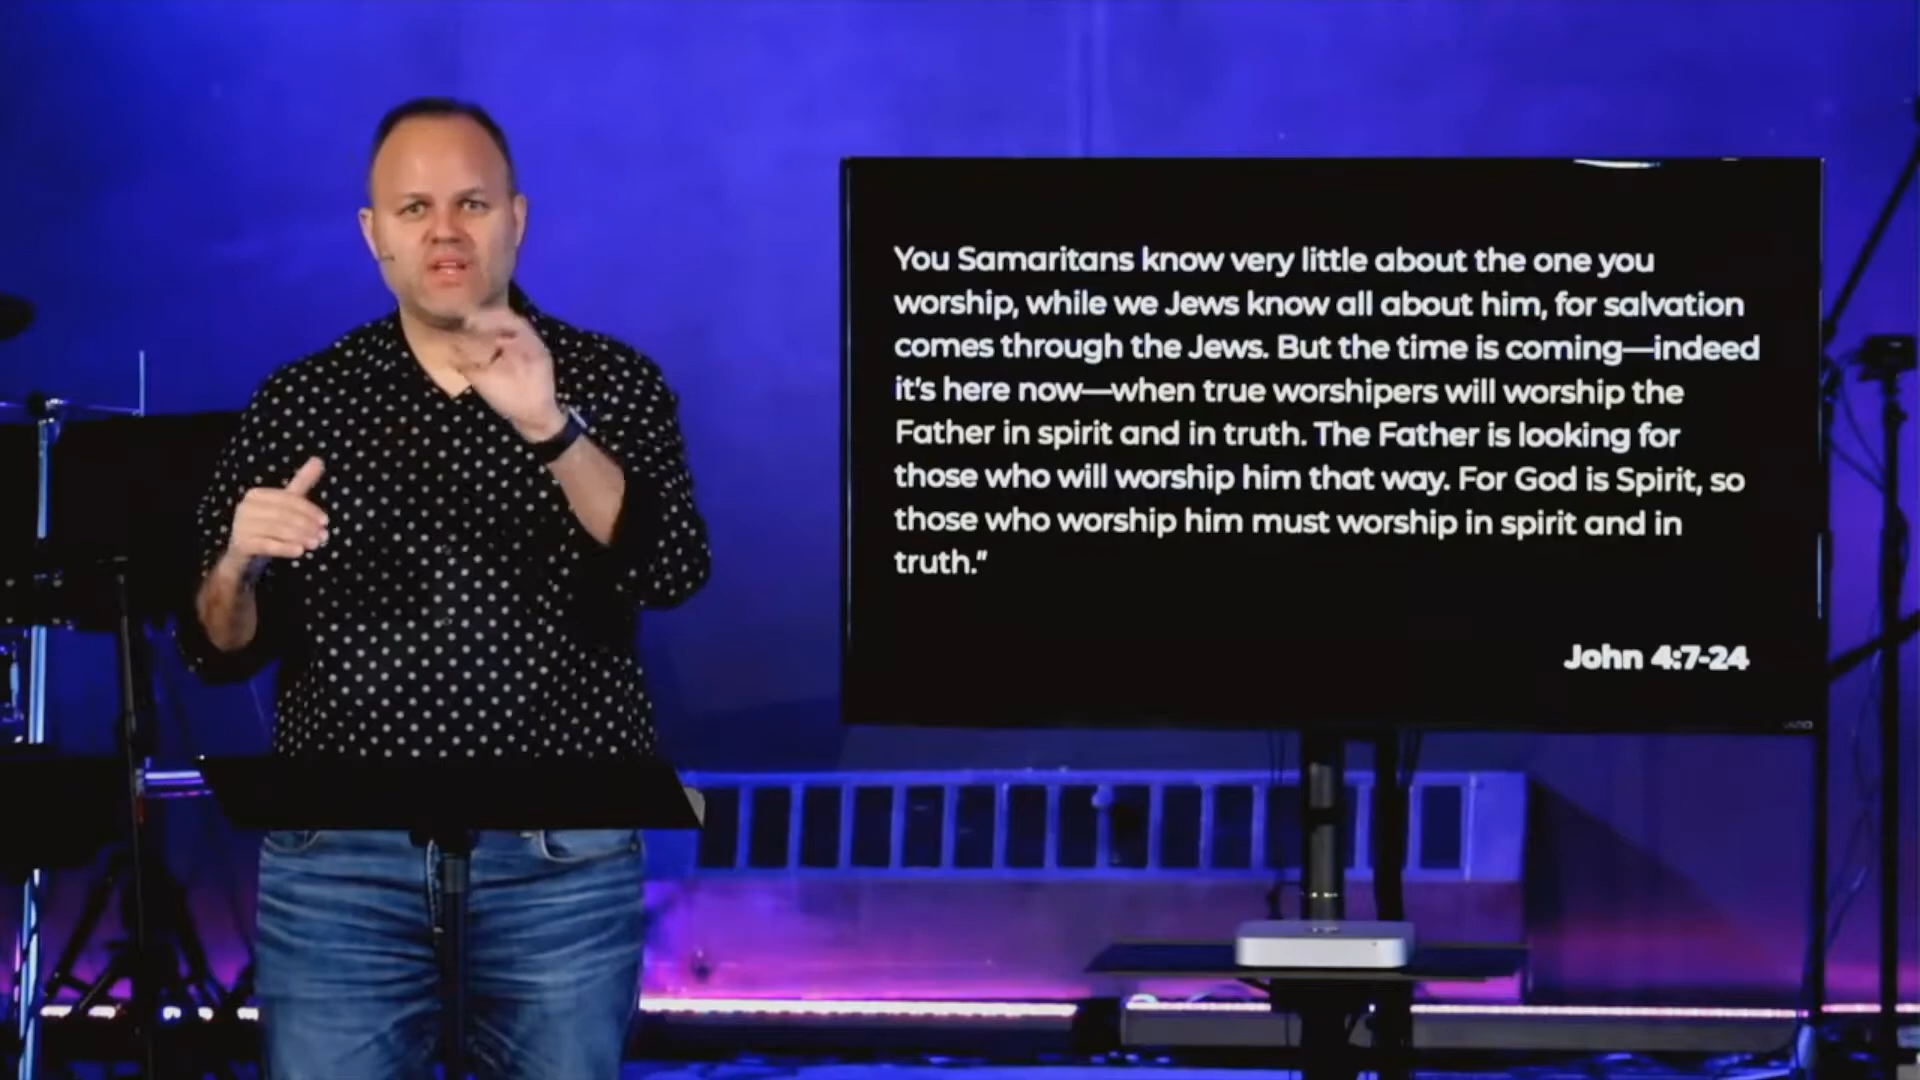 You Samaritans know very little about the one you
worship, while we Jews know all about him, for salvation
comes through the Jews. But the time is coming—indeed
it's here now—when true worshipers will worship the
Father in spirit and in truth. The Father is looking for
those who will worship him that way. For God is Spirit, so
those who worship him must worship in spirit and in
truth."
John 4:7-24
VIZIO